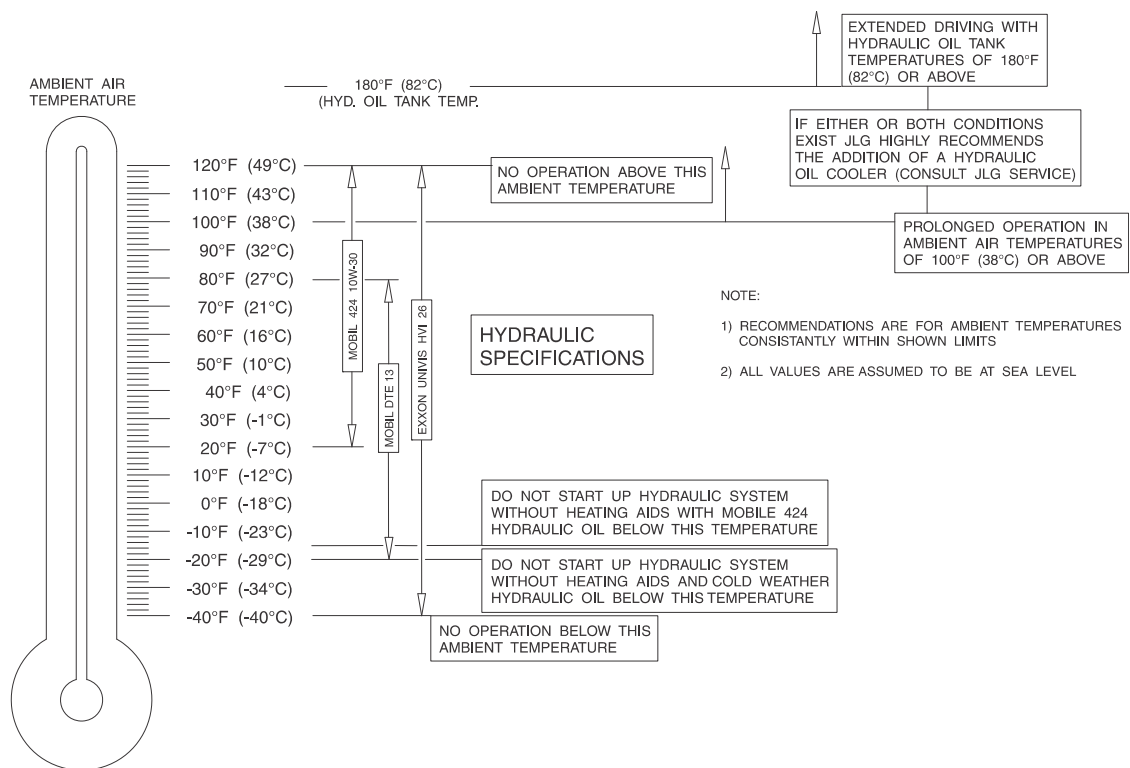 EXTENDED DRIVING WITH
HYDRAULIC OIL TANK
TEMPERATURES OF 180°F
(82°C) OR ABOVE
AMBIENT AIR
TEMPERATURE
180°F (82°C)
(HYD. OIL TANK TEMP.
IF EITHER OR BOTH CONDITIONS
EXIST JLG HIGHLY RECOMMENDS
THE ADDITION OF A HYDRAULIC
OIL COOLER (CONSULT JLG SERVICE)
120°F (49°C)
110°F (43°C)
100°F (38°C)
90°F (32°C)
80°F (27°C)
70°F (21°C)
60°F (16°C)
50°F (10°C)
40°F (4°C)
30°F (-1°C)
20°F (-7°C)
10°F (-12°C)
0°F (-18°C)
-10°F (-23°C)
-20°F (-29°C)
-30°F (-34°C)
-40°F (-40°C)
MOBIL 424 10W-30
MOBIL DTE 13
EXXON UNIVIS HVI 26
NO OPERATION ABOVE THIS
AMBIENT TEMPERATURE
PROLONGED OPERATION IN
AMBIENT AIR TEMPERATURES
OF 100°F (38°C) OR ABOVE
HYDRAULIC
SPECIFICATIONS
NOTE:
1) RECOMMENDATIONS ARE FOR AMBIENT TEMPERATURES
CONSISTANTLY WITHIN SHOWN LIMITS
2) ALL VALUES ARE ASSUMED TO BE AT SEA LEVEL
DO NOT START UP HYDRAULIC SYSTEM
WITHOUT HEATING AIDS WITH MOBILE 424
HYDRAULIC OIL BELOW THIS TEMPERATURE
DO NOT START UP HYDRAULIC SYSTEM
WITHOUT HEATING AIDS AND COLD WEATHER
HYDRAULIC OIL BELOW THIS TEMPERATURE
NO OPERATION BELOW THIS
AMBIENT TEMPERATURE